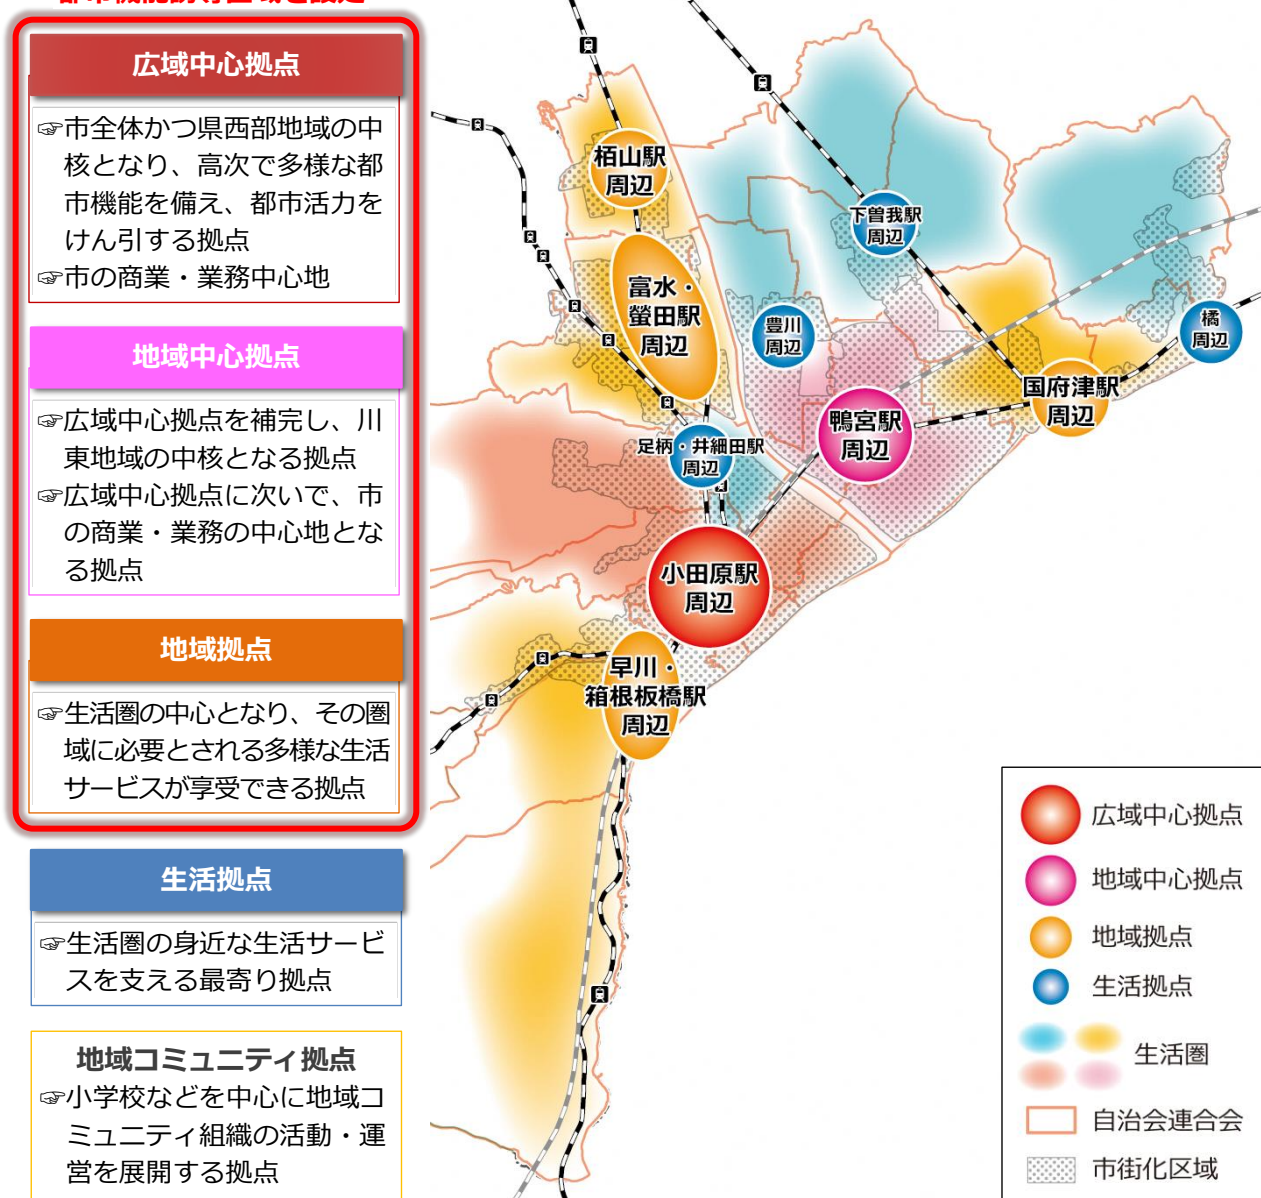 都市機能誘導区域を設定
広域中心拠点
☞市全体かつ県西部地域の中
核となり、高次で多様な都
市機能を備え、都市活力を
けん引する拠点
☞市の商業・業務中心地
地域中心拠点
☞広域中心拠点を補完し、川
東地域の中核となる拠点
☞広域中心拠点に次いで、市
の商業・業務の中心地とな
る拠点
地域拠点
☞生活圏の中心となり、その圏
域に必要とされる多様な生活
サービスが享受できる拠点
生活拠点
☞生活圏の身近な生活サービ
スを支える最寄り拠点
地域コミュニティ拠点
☞小学校などを中心に地域コ
ミュニティ組織の活動・運
営を展開する拠点
栢山駅
周辺
富水・
螢田駅
周辺
下曽我駅
周辺
豊川
周辺
橘
周辺
国府津駅
周辺
鴨宮駅
周辺
足柄・井細田駅
周辺
小田原駅
周辺
早川・
箱根板橋駅
周辺
広域中心拠点
地域中心拠点
地域拠点
生活拠点
生活圏
自治会連合会
市街化区域